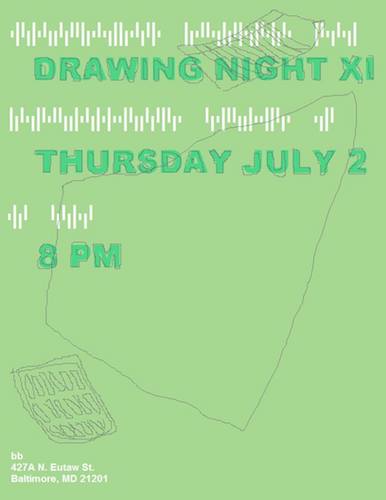 DRAWING NIGHT XI
THURSDAY JULY 2
8 PM
bb
427A N. Eutaw St.
Baltimore, MD 21201